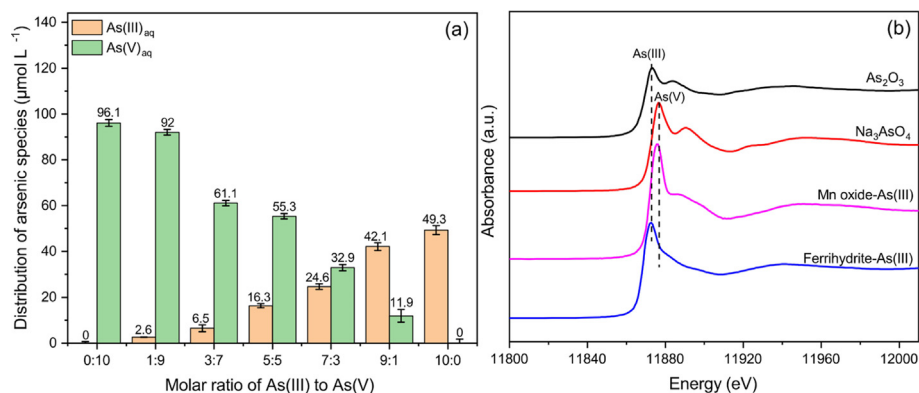 (a)
As(III)aq
As(V)aq
Distribution of arsenic species (μmol L⁻¹)
140
120
100
80
60
40
20
0
0
96.1
2.6
92
6.5
61.1
16.3
55.3
24.6
32.9
42.1
11.9
49.3
0
0:10 1:9 3:7 5:5 7:3 9:1 10:0
Molar ratio of As(III) to As(V)
(b)
Absorbance (a.u.)
As(III)
As(V)
As₂O₃
Na₃AsO₄
Mn oxide-As(III)
Ferrihydrite-As(III)
11800 11840 11880 11920 11960 12000
Energy (eV)